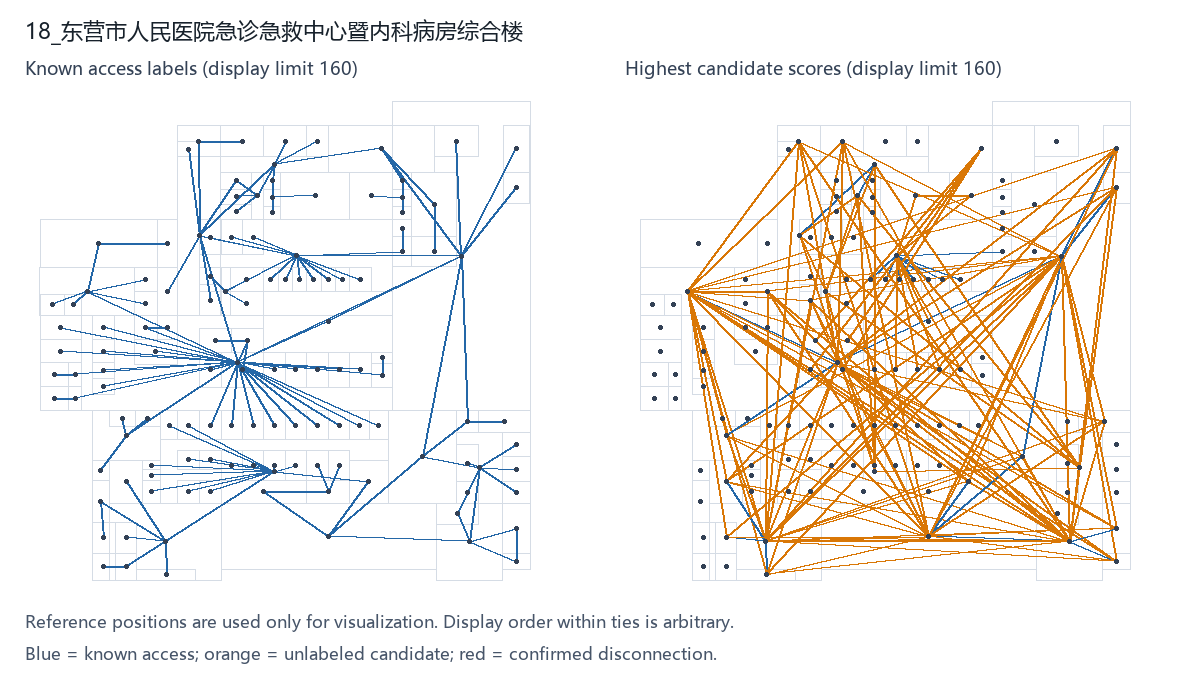 18_东营市人民医院急诊急救中心暨内科病房综合楼
Known access labels (display limit 160)
Highest candidate scores (display limit 160)
Reference positions are used only for visualization. Display order within ties is arbitrary.
Blue = known access; orange = unlabeled candidate; red = confirmed disconnection.